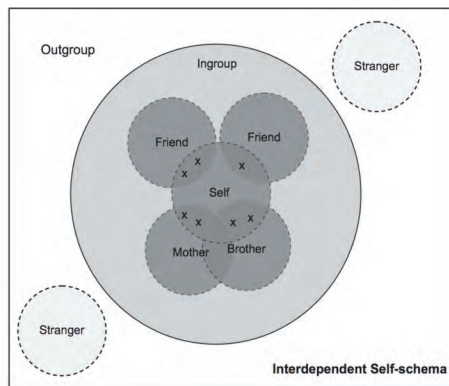 Outgroup
Ingroup
Stranger
Friend
Friend
x
x
x
Self
x
x
x
x
Mother
Brother
Stranger
Interdependent Self-schema